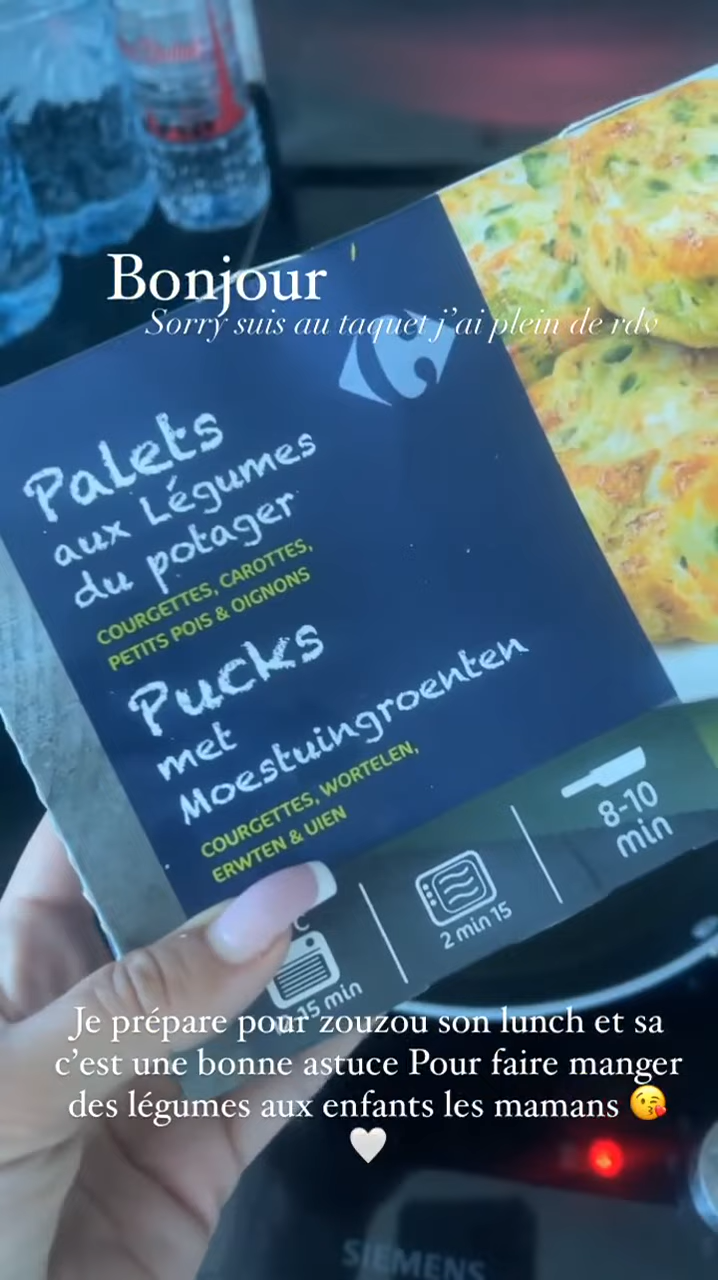 Bonjour
Sorry suis au taquet j'ai plein de rdv
Palets
aux Légumes
du potager
COURGETTES, CAROTTES,
PETITS POIS & OIGNONS
Pucks
met
Moestuingroenten
COURGETTES, WORTELEN,
ERWTEN & UIEN
8-10
min
2 min 15
15 min
Je prépare pour zouzou son lunch et sa
c'est une bonne astuce Pour faire manger
des légumes aux enfants les mamans 😘
🤍
SIEMENS